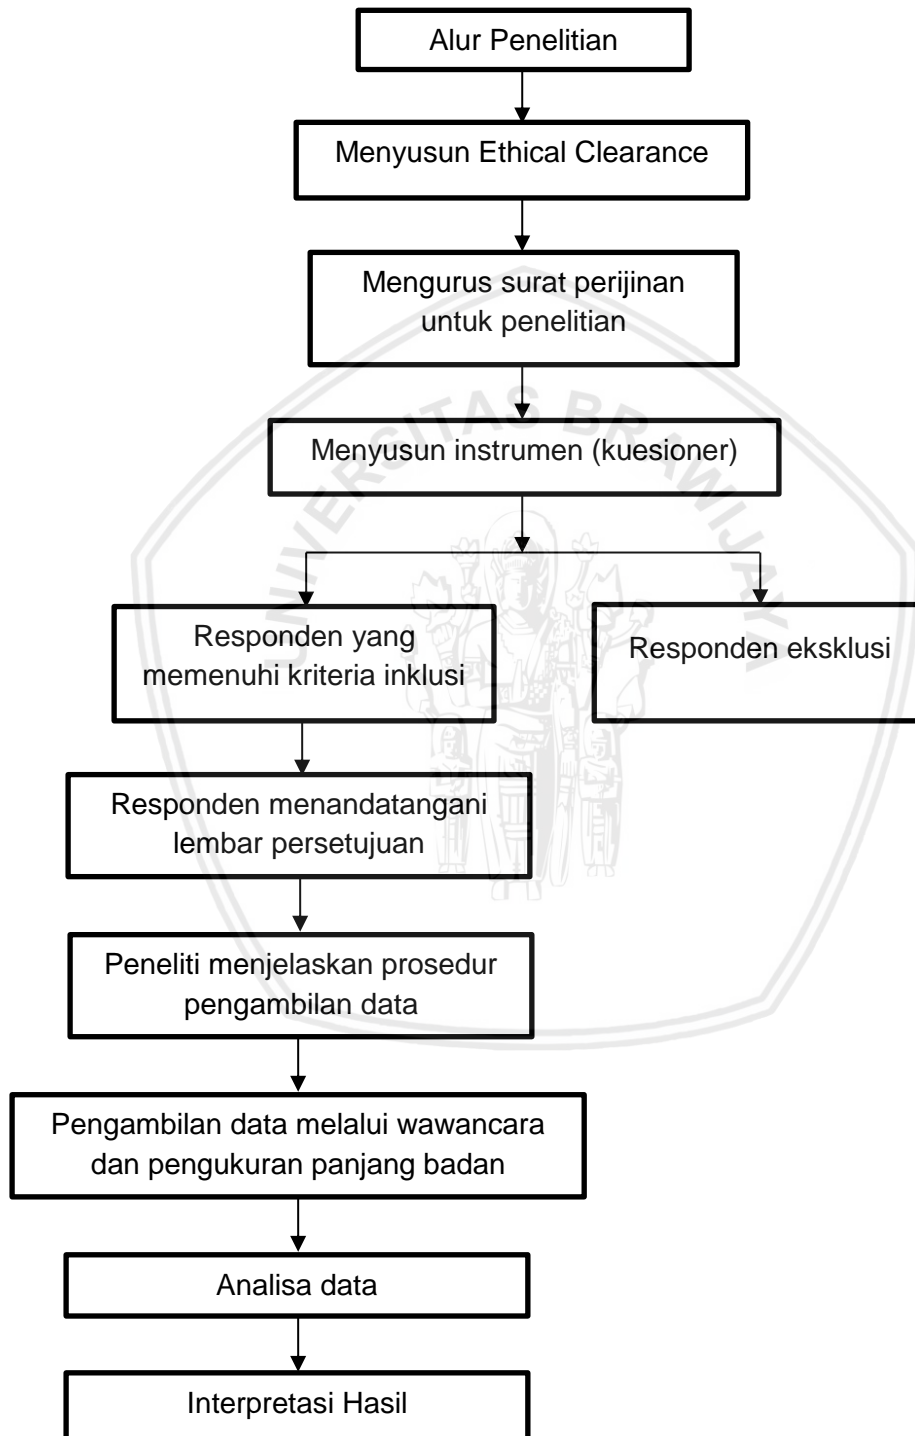 Alur Penelitian
Menyusun Ethical Clearance
Mengurus surat perijinan
untuk penelitian
UNIVERSITAS BRAWIJAYA
Menyusun instrumen (kuesioner)
Responden yang
memenuhi kriteria inklusi
Responden eksklusi
Responden menandatangani
lembar persetujuan
Peneliti menjelaskan prosedur
pengambilan data
Pengambilan data melalui wawancara
dan pengukuran panjang badan
Analisa data
Interpretasi Hasil